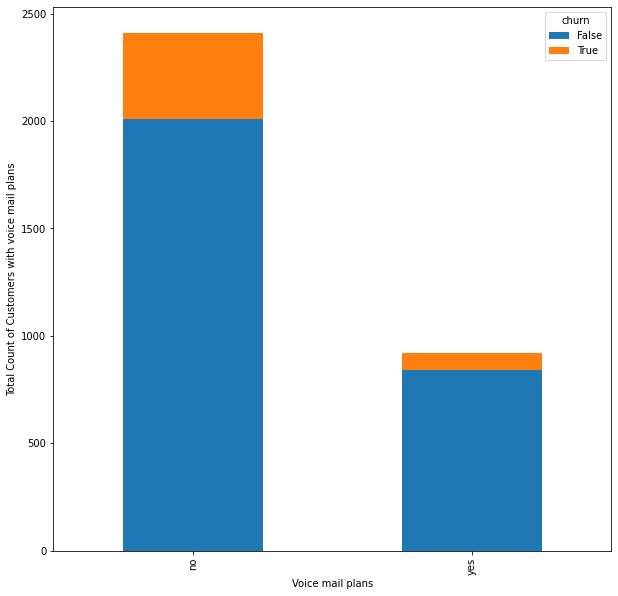 churn
False
True
2500
2000
1500
1000
500
0
Total Count of Customers with voice mail plans
no
yes
Voice mail plans